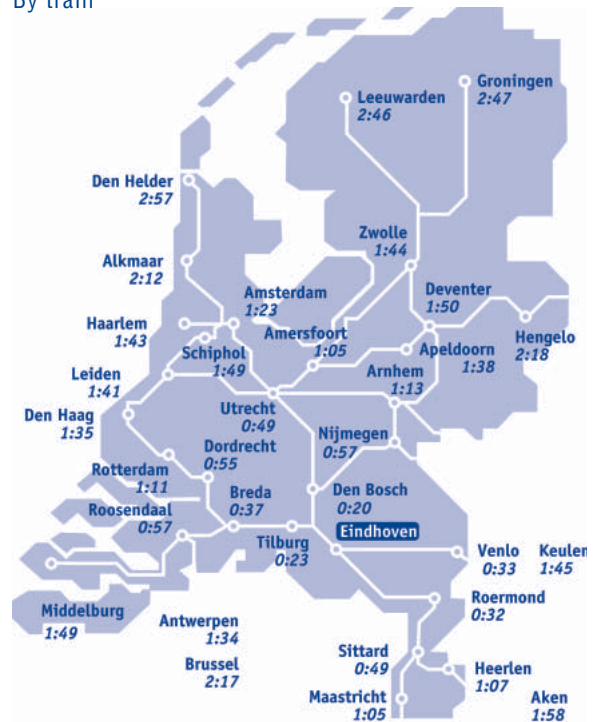 By train
Groningen
2:47
Leeuwarden
2:46
Den Helder
2:57
Zwolle
1:44
Alkmaar
2:12
Amsterdam
1:23
Deventer
1:50
Haarlem
1:43
Amersfoort
1:05
Hengelo
2:18
Schiphol
1:49
Apeldoorn
1:38
Leiden
1:41
Arnhem
1:13
Den Haag
1:35
Utrecht
0:49
Nijmegen
0:57
Dordrecht
0:55
Rotterdam
1:11
Breda
0:37
Den Bosch
0:20
Roosendaal
0:57
Eindhoven
Tilburg
0:23
Venlo
0:33
Keulen
1:45
Middelburg
1:49
Roermond
0:32
Antwerpen
1:34
Brussel
2:17
Sittard
0:49
Heerlen
1:07
Maastricht
1:05
Aken
1:58